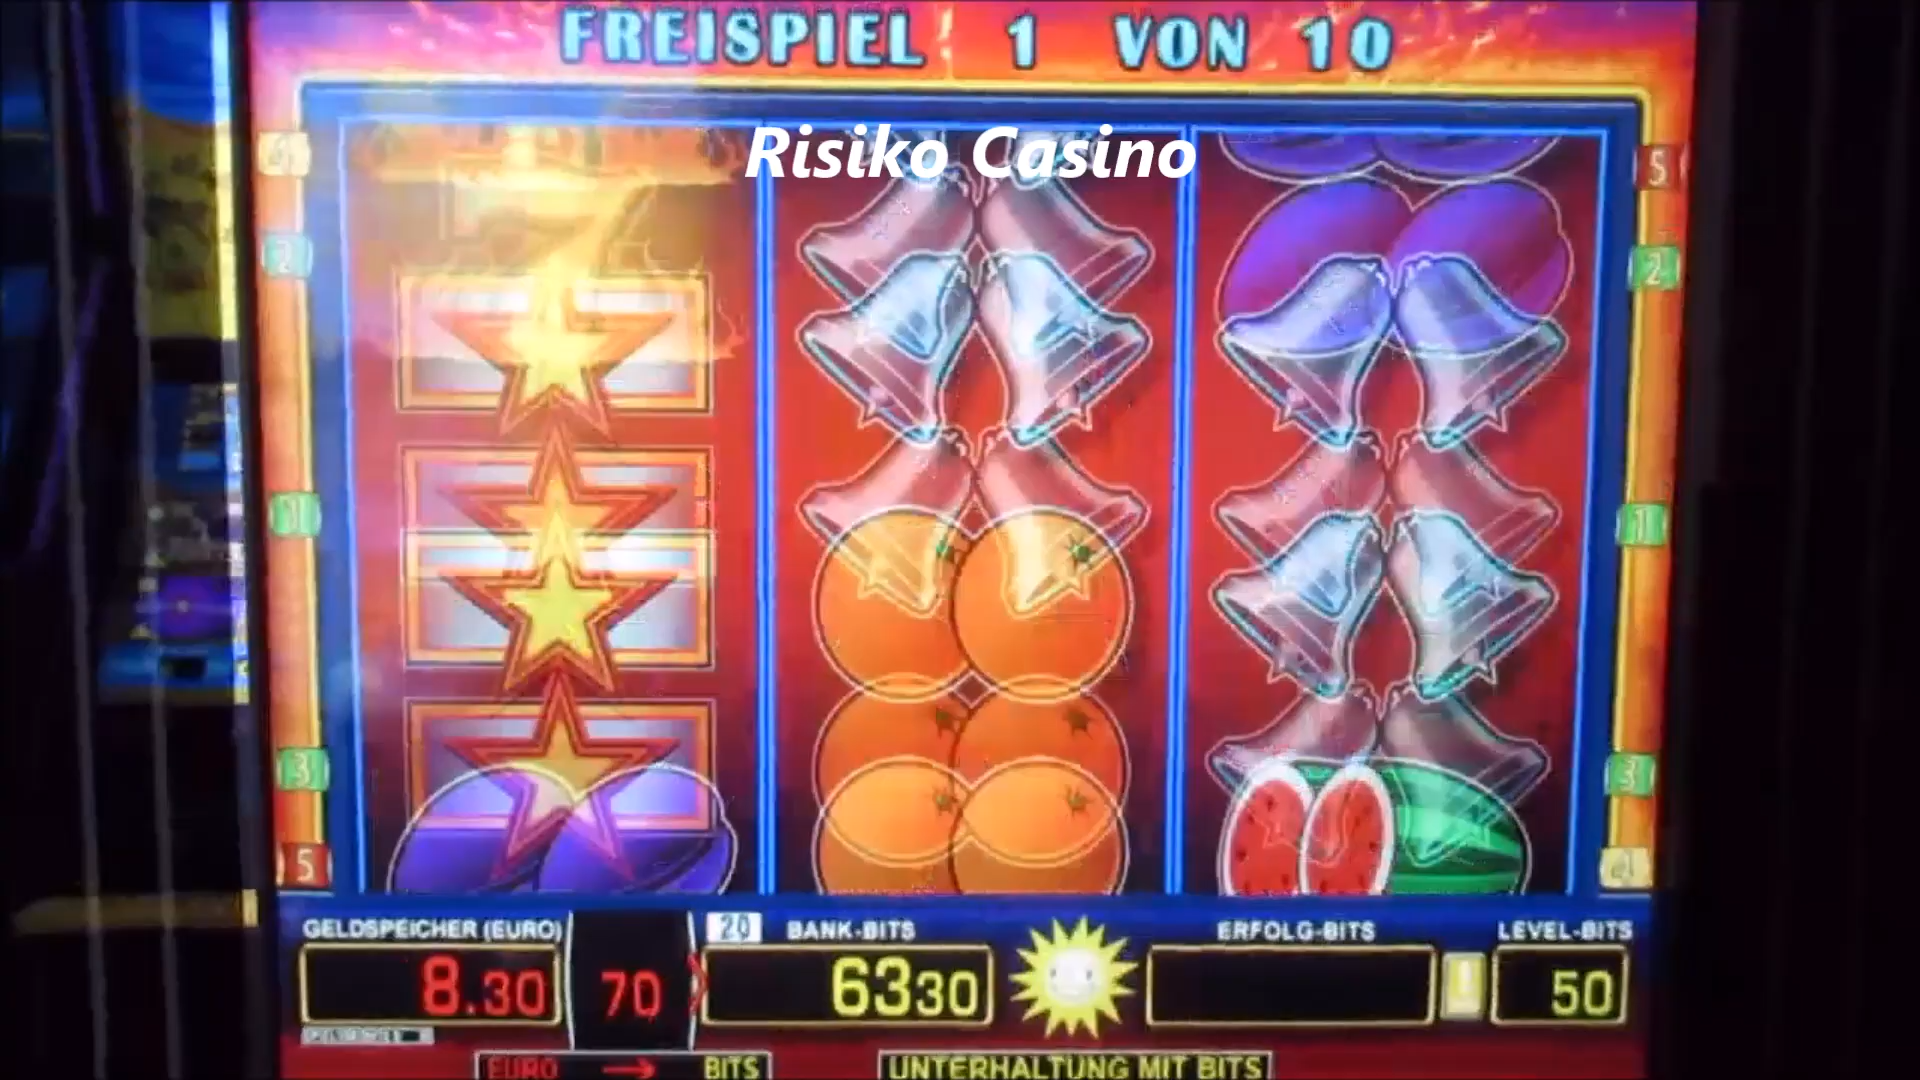 FREISPIEL 1 VON 10
Risiko Casino
4 5
2 2
1 1
3 3
5 4
GELDSPEICHER (EURO) 20 BANK-BITS ERFOLG-BITS LEVEL-BITS
8.30 70 6330 50
EURO → BITS UNTERHALTUNG MIT BITS